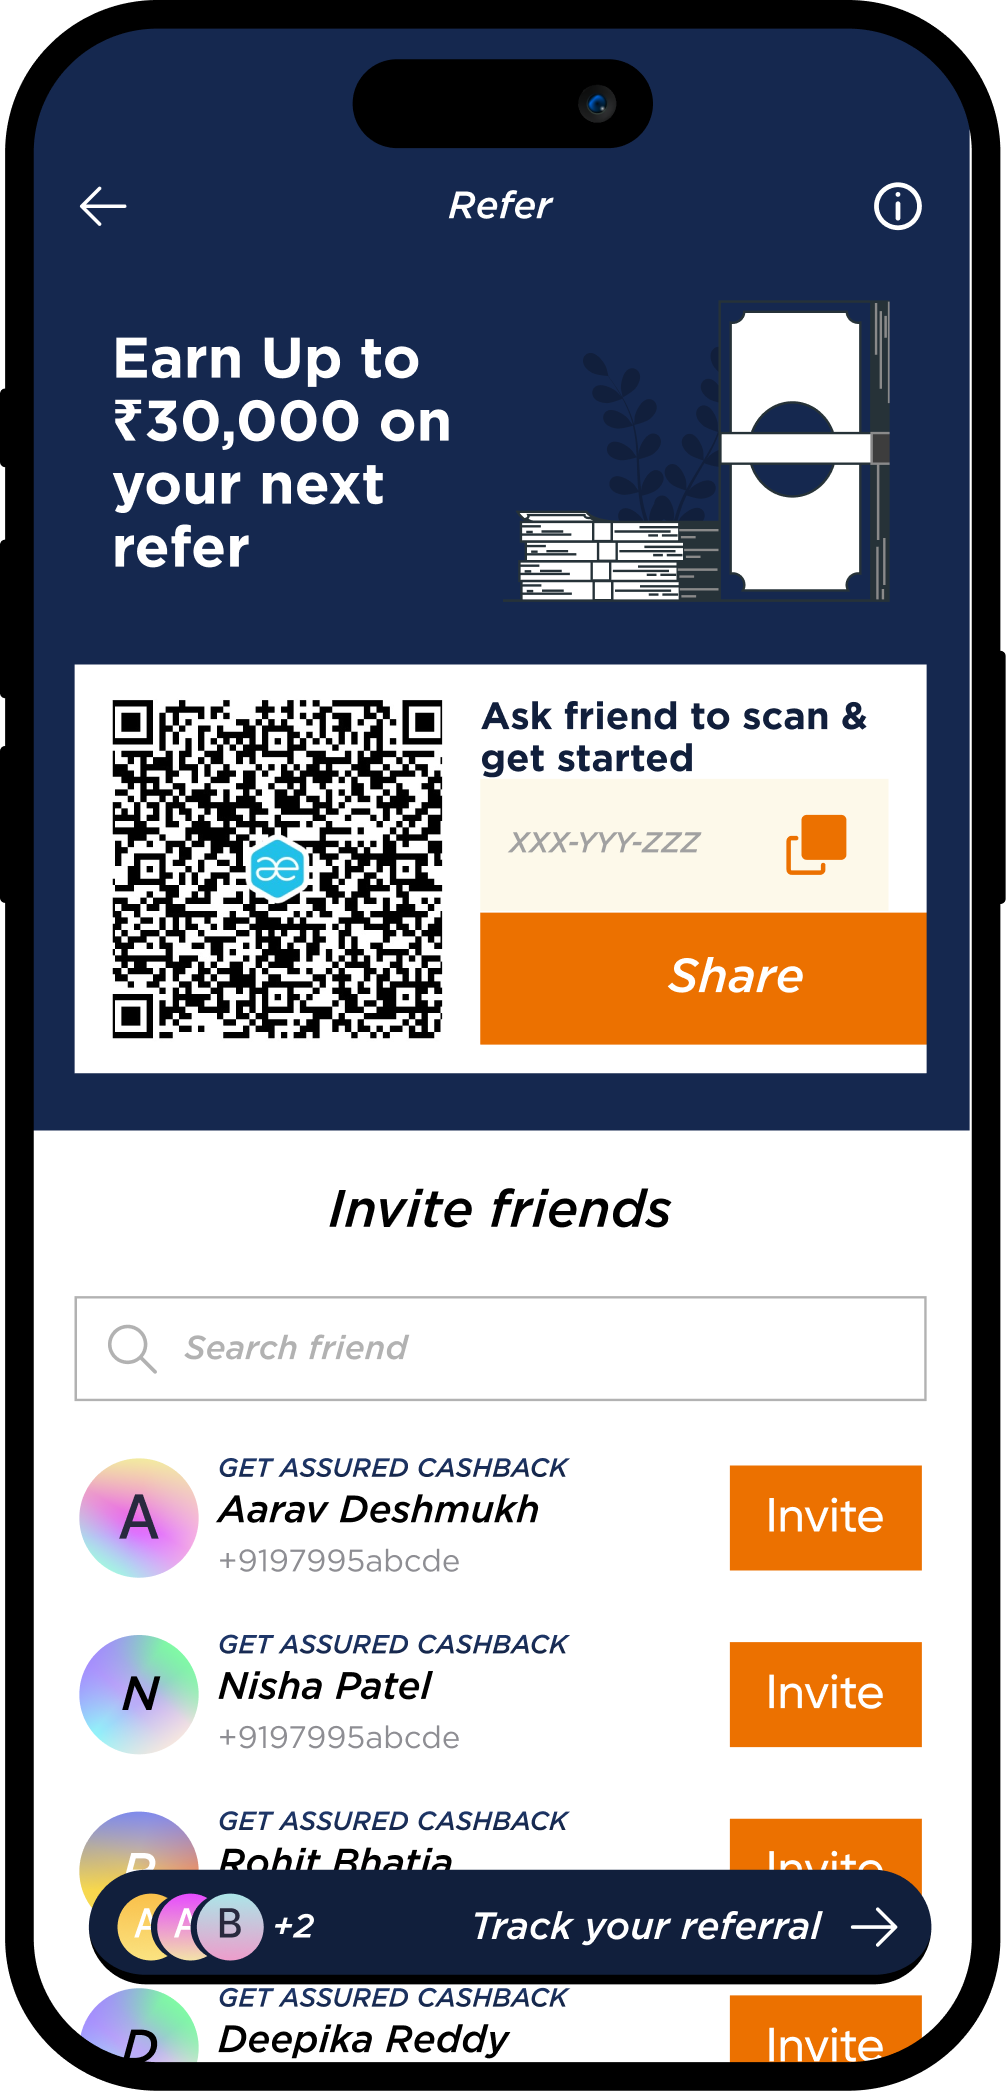 Refer
Earn Up to
₹30,000 on
your next
refer
æ
Ask friend to scan &
get started
XXX-YYY-ZZZ
Share
Invite friends
Search friend
GET ASSURED CASHBACK
A
Aarav Deshmukh
Invite
+9197995abcde
GET ASSURED CASHBACK
N
Nisha Patel
Invite
+9197995abcde
GET ASSURED CASHBACK
R
Rohit Bhatia
Invite
A A B +2 Track your referral
GET ASSURED CASHBACK
D
Deepika Reddy
Invite